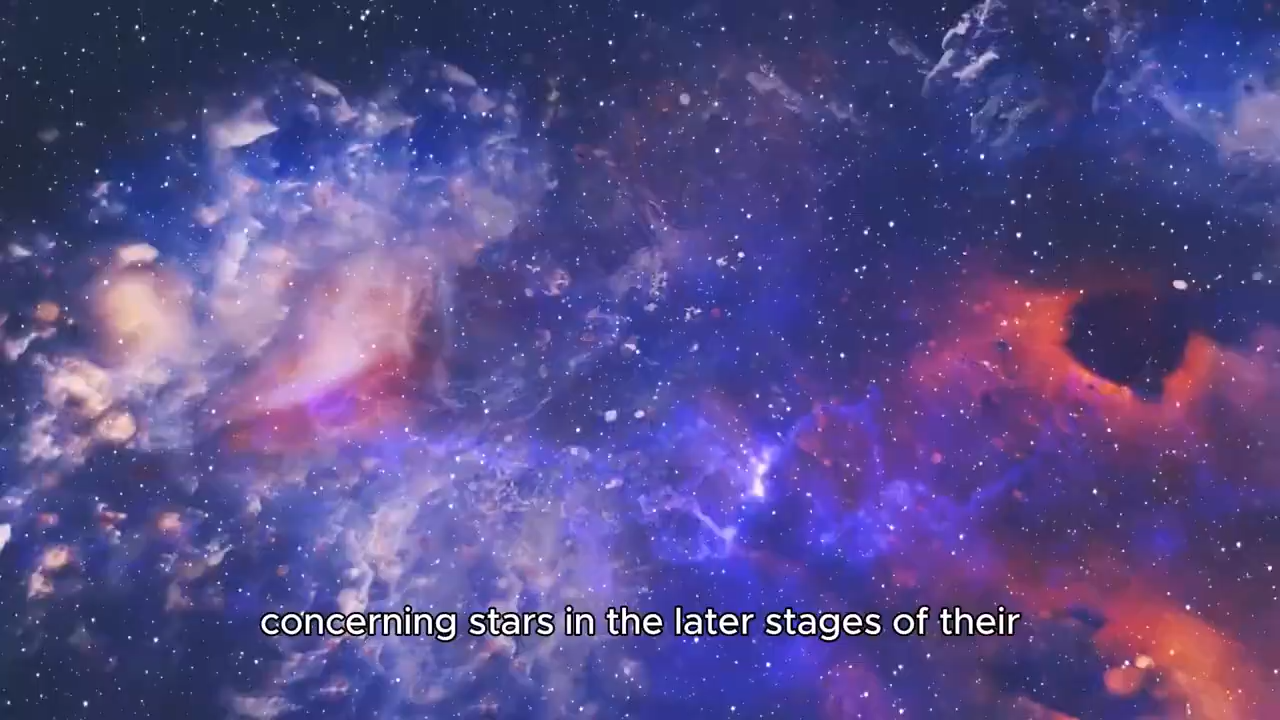 concerning stars in the later stages of their